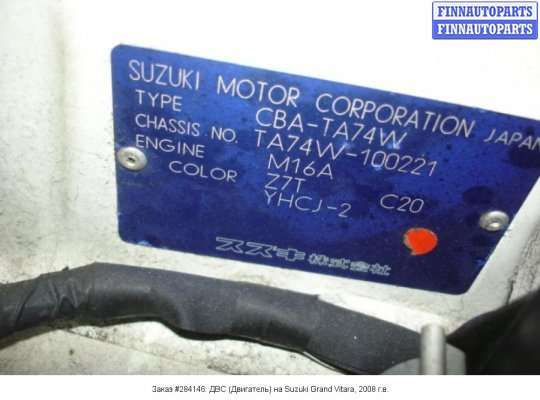 FINNAUTOPARTS
FINNAUTOPARTS
SUZUKI MOTOR CORPORATION JAPAN
TYPE CBA-TA74W
CHASSIS NO. TA74W-100221
ENGINE M16A
COLOR Z7T C20
YHCJ-2
スズキ株式会社
Заказ #284146: ДВС (Двигатель) на Suzuki Grand Vitara, 2008 г.в.